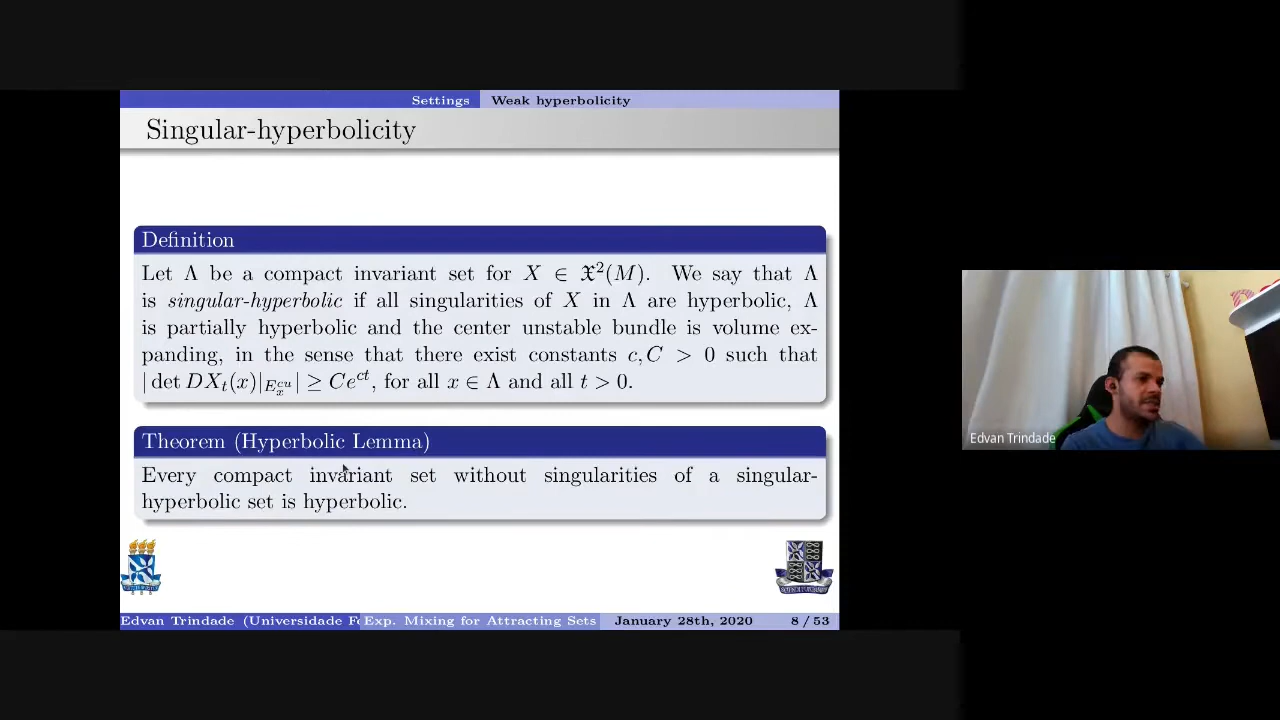 Settings Weak hyperbolicity
Singular-hyperbolicity
Definition
Let Λ be a compact invariant set for X ∈ 𝔛²(M). We say that Λ
is singular-hyperbolic if all singularities of X in Λ are hyperbolic, Λ
is partially hyperbolic and the center unstable bundle is volume ex-
panding, in the sense that there exist constants c, C > 0 such that
| det DX_t(x)|_{E_x^{cu}}| ≥ Ce^{ct}, for all x ∈ Λ and all t > 0.
Theorem (Hyperbolic Lemma)
Every compact invariant set without singularities of a singular-
hyperbolic set is hyperbolic.
Edvan Trindade (Universidade Fe Exp. Mixing for Attracting Sets January 28th, 2020 8 / 53
Edvan Trindade